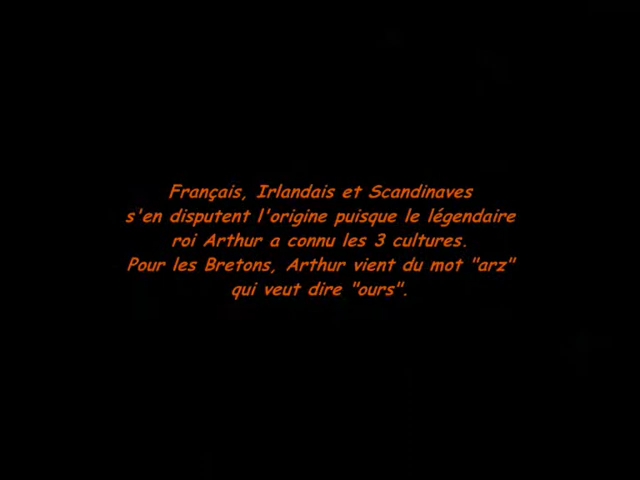 Français, Irlandais et Scandinaves
s'en disputent l'origine puisque le légendaire
roi Arthur a connu les 3 cultures.
Pour les Bretons, Arthur vient du mot "arz"
qui veut dire "ours".